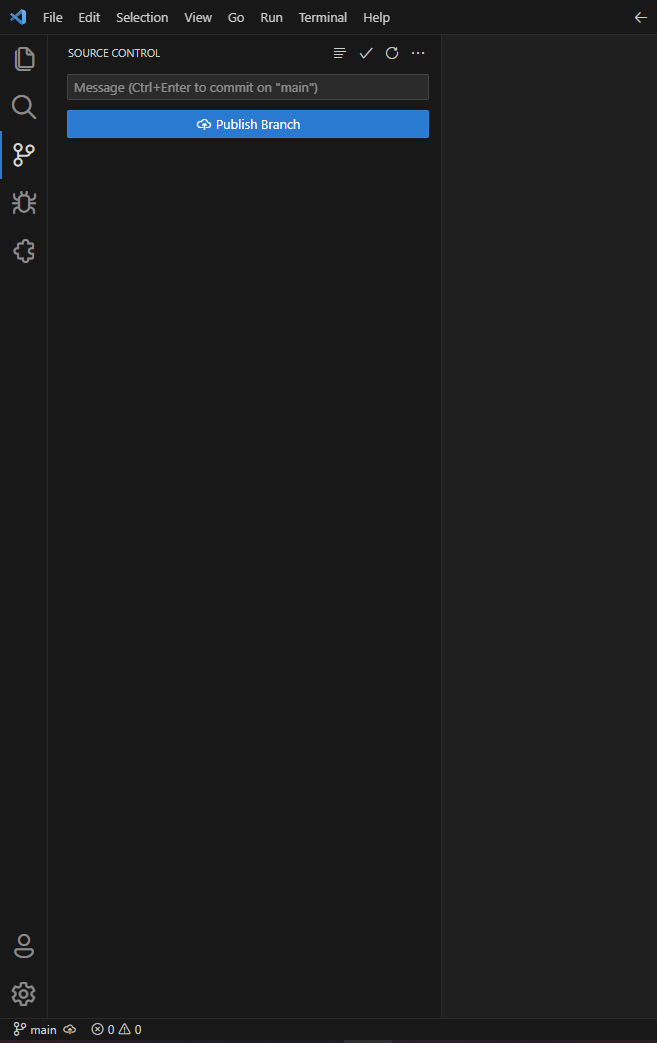 File Edit Selection View Go Run Terminal Help
SOURCE CONTROL
Message (Ctrl+Enter to commit on "main")
Publish Branch
main 0 0